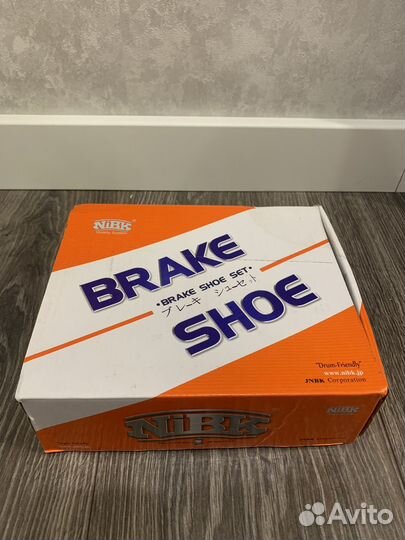 NiBK
BRAKE
•BRAKE SHOE SET•
ブレーキ シューセット
SHOE
"Drum-Friendly"
www.nibk.jp
JNBK Corporation
NiBK
NiBK
Avito